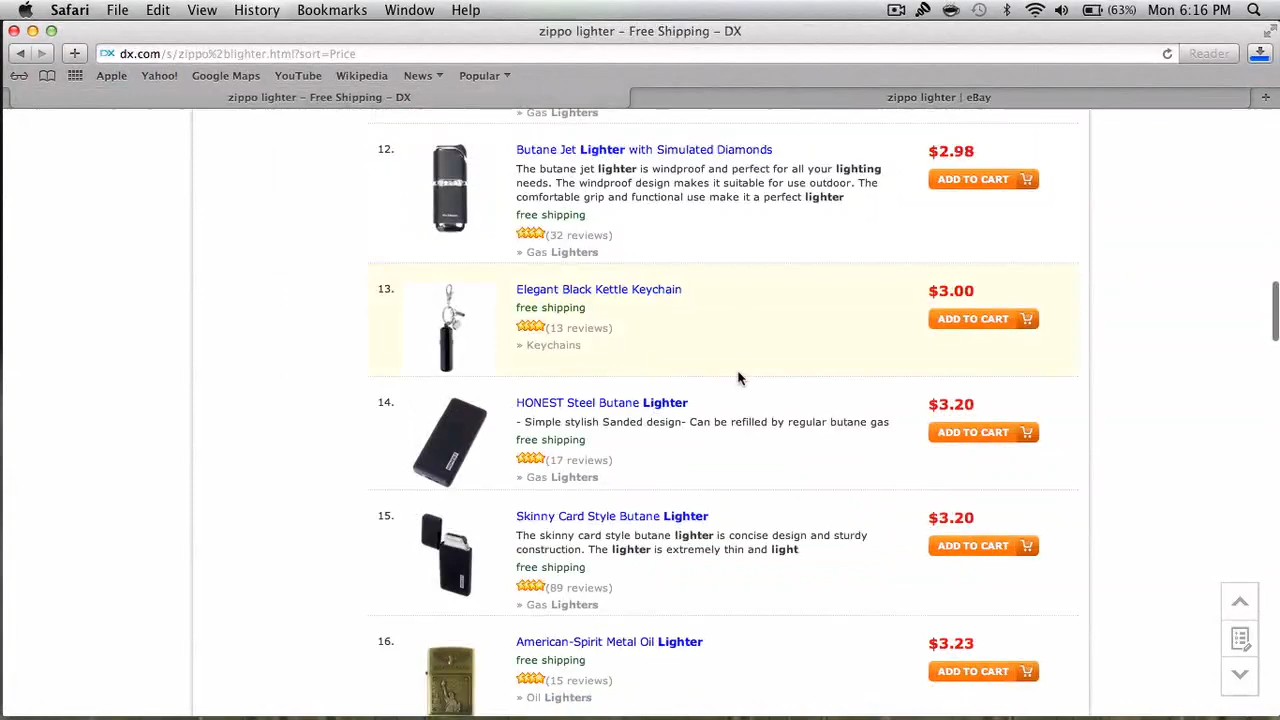 Safari File Edit View History Bookmarks Window Help (63%) Mon 6:16 PM
zippo lighter – Free Shipping – DX
dx.com/s/zippo%2blighter.html?sort=Price Reader
Apple Yahoo! Google Maps YouTube Wikipedia News Popular
zippo lighter – Free Shipping – DX zippo lighter | eBay
» Gas Lighters
12. Butane Jet Lighter with Simulated Diamonds $2.98
The butane jet lighter is windproof and perfect for all your lighting
needs. The windproof design makes it suitable for use outdoor. The
comfortable grip and functional use make it a perfect lighter
ADD TO CART
free shipping
(32 reviews)
» Gas Lighters
13. Elegant Black Kettle Keychain $3.00
free shipping ADD TO CART
(13 reviews)
» Keychains
14. HONEST Steel Butane Lighter $3.20
- Simple stylish Sanded design- Can be refilled by regular butane gas ADD TO CART
free shipping
(17 reviews)
» Gas Lighters
15. Skinny Card Style Butane Lighter $3.20
The skinny card style butane lighter is concise design and sturdy
construction. The lighter is extremely thin and light
ADD TO CART
free shipping
(89 reviews)
» Gas Lighters
16. American-Spirit Metal Oil Lighter $3.23
free shipping ADD TO CART
(15 reviews)
» Oil Lighters